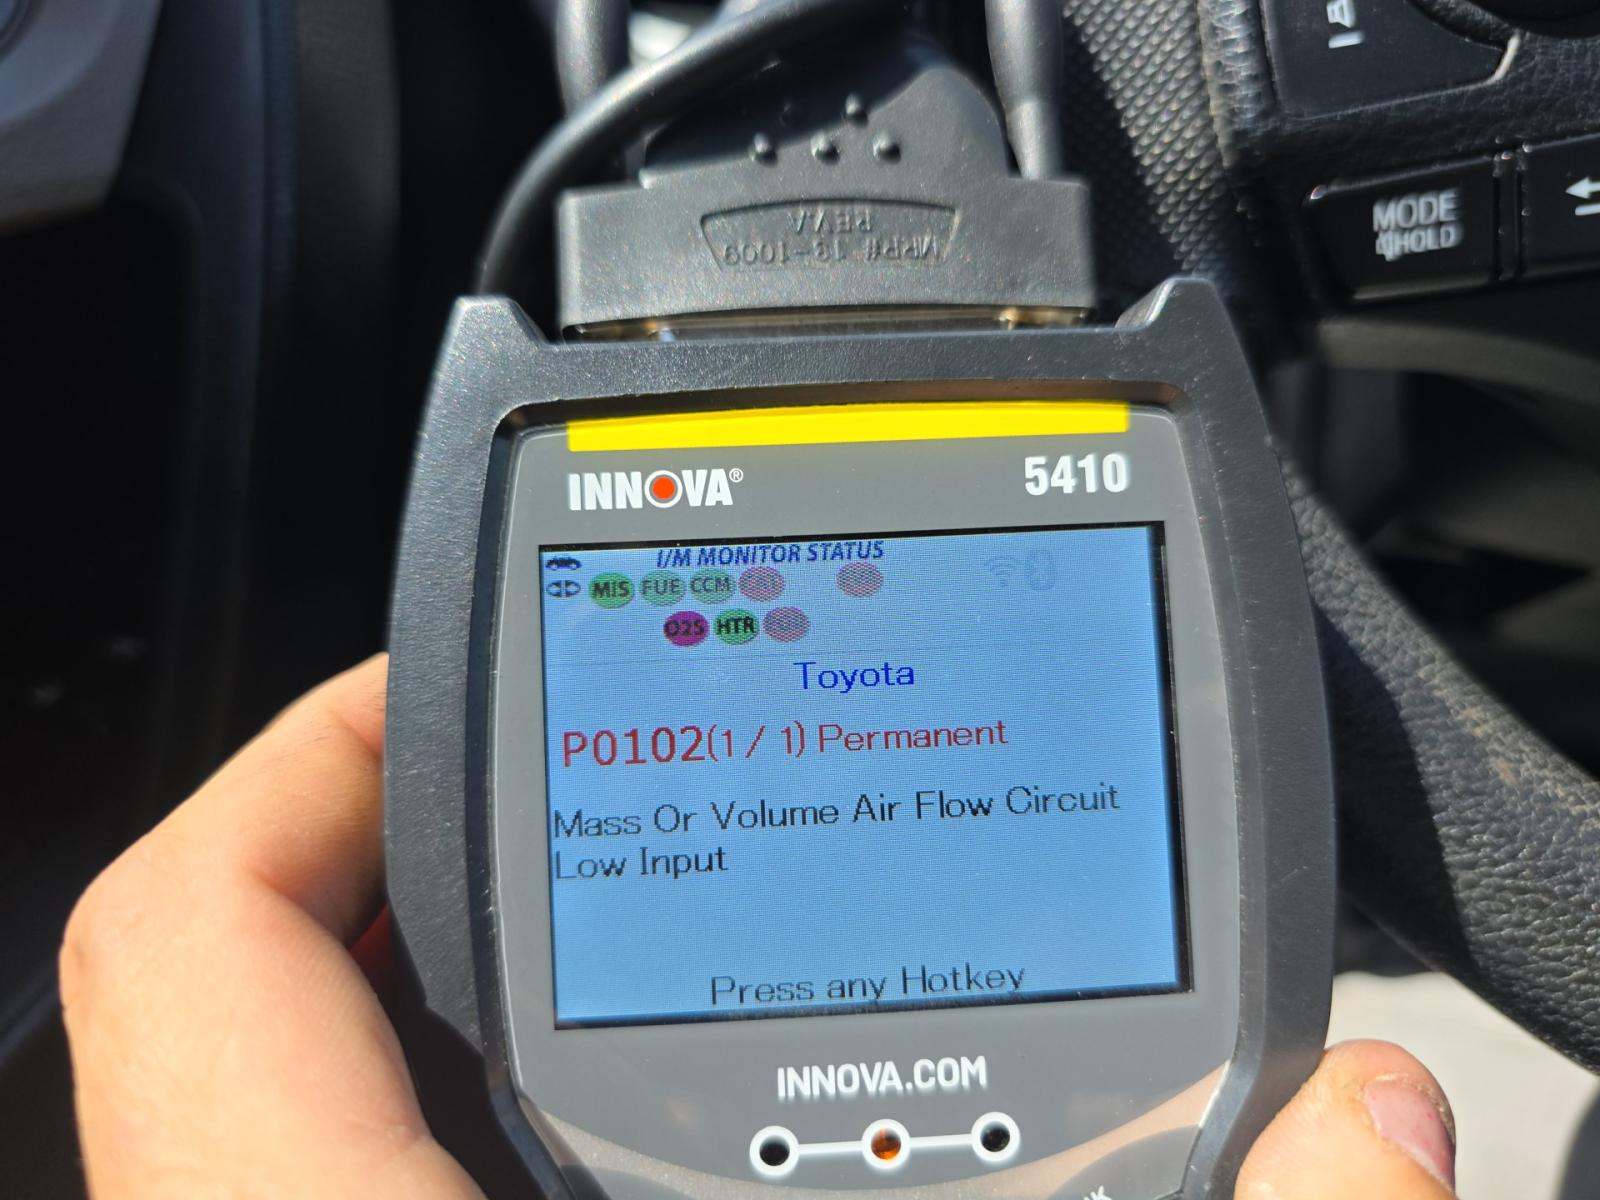 MRP# 13-1009
REV.A
MODE
HOLD
INNOVA®
5410
I/M MONITOR STATUS
MIS FUE CCM
O2S HTR
Toyota
P0102(1 / 1) Permanent
Mass Or Volume Air Flow Circuit
Low Input
Press any Hotkey
INNOVA.COM